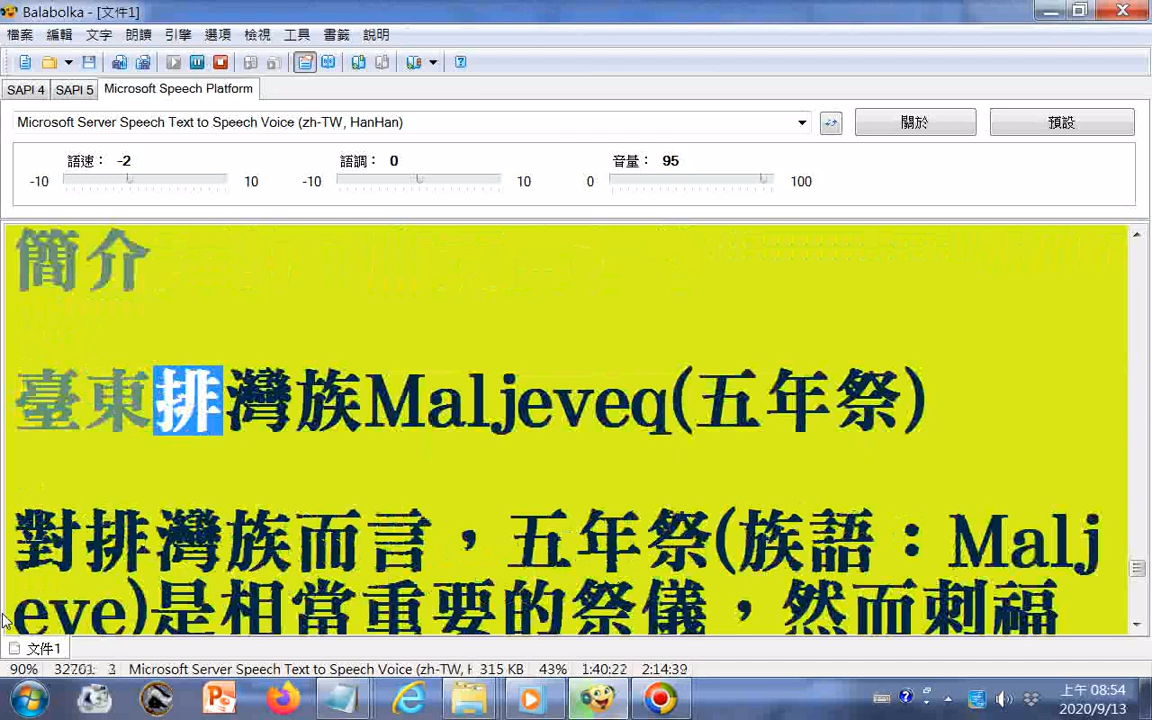 Balabolka - [文件1]
檔案 編輯 文字 朗讀 引擎 選項 檢視 工具 書籤 說明
SAPI 4 SAPI 5 Microsoft Speech Platform
Microsoft Server Speech Text to Speech Voice (zh-TW, HanHan) 關於 預設
語速： -2 語調： 0 音量： 95
-10 10 -10 10 0 100
簡介
臺東排灣族Maljeveq(五年祭)
對排灣族而言，五年祭(族語：Malj
eve)是相當重要的祭儀，然而刺福
文件1
90% 32761: 3 Microsoft Server Speech Text to Speech Voice (zh-TW, H 315 KB 43% 1:40:22 2:14:39
上午 08:54
2020/9/13